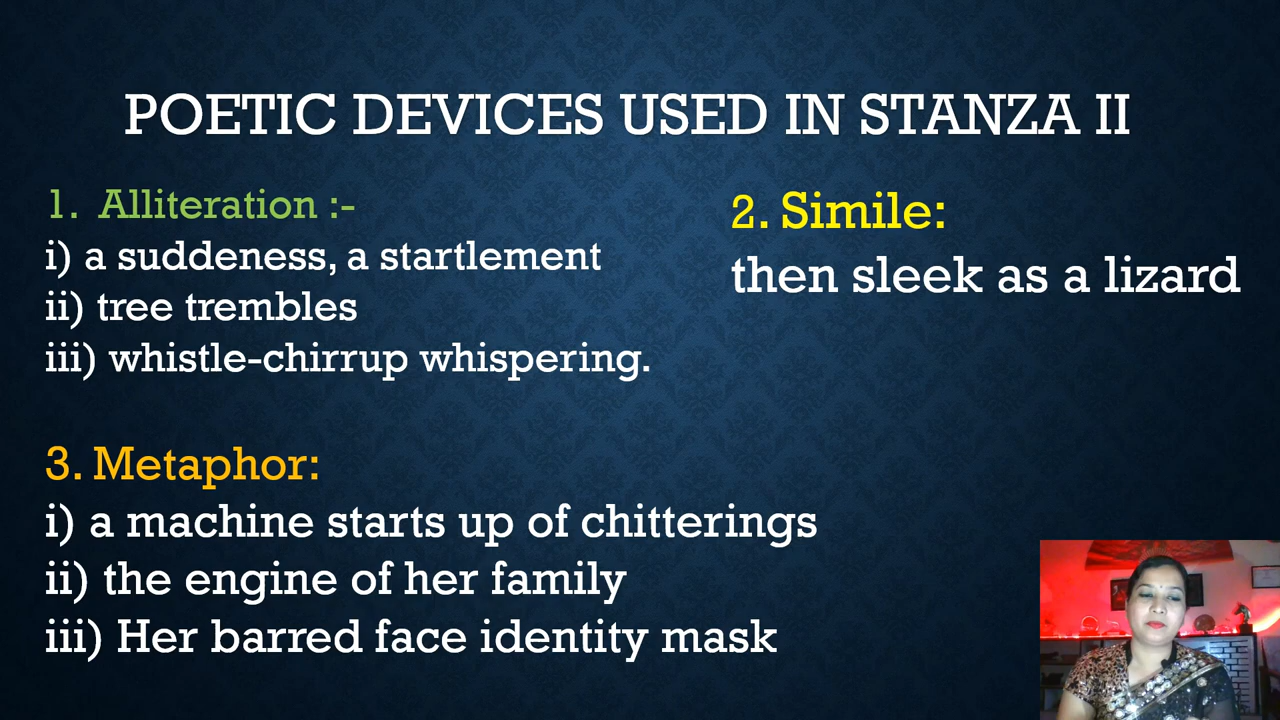 POETIC DEVICES USED IN STANZA II
1. Alliteration :-
i) a suddeness, a startlement
ii) tree trembles
iii) whistle-chirrup whispering.
2. Simile:
then sleek as a lizard
3. Metaphor:
i) a machine starts up of chitterings
ii) the engine of her family
iii) Her barred face identity mask